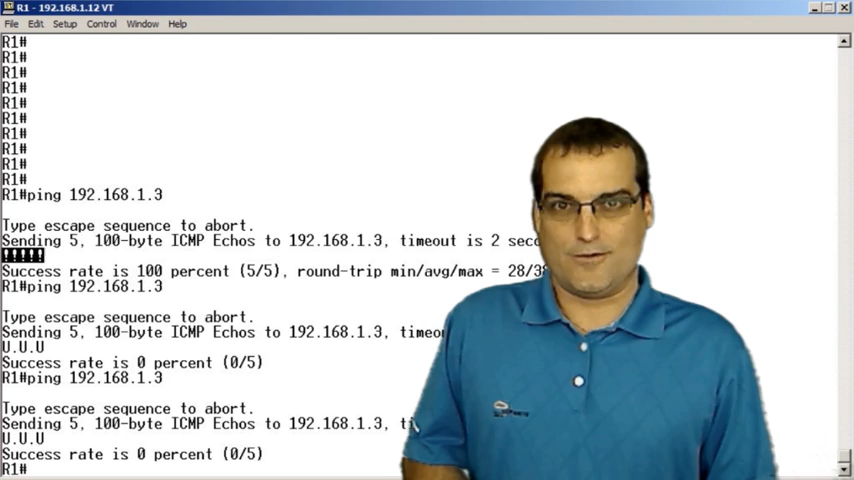 R1 - 192.168.1.12 VT
File Edit Setup Control Window Help
R1#
R1#
R1#
R1#
R1#
R1#
R1#
R1#
R1#
R1#
R1#ping 192.168.1.3
Type escape sequence to abort.
Sending 5, 100-byte ICMP Echos to 192.168.1.3, timeout is 2 seco
!!!!!
Success rate is 100 percent (5/5), round-trip min/avg/max = 28/38
R1#ping 192.168.1.3
Type escape sequence to abort.
Sending 5, 100-byte ICMP Echos to 192.168.1.3, timeou
U.U.U
Success rate is 0 percent (0/5)
R1#ping 192.168.1.3
Type escape sequence to abort.
Sending 5, 100-byte ICMP Echos to 192.168.1.3, ti
U.U.U
Success rate is 0 percent (0/5)
R1#